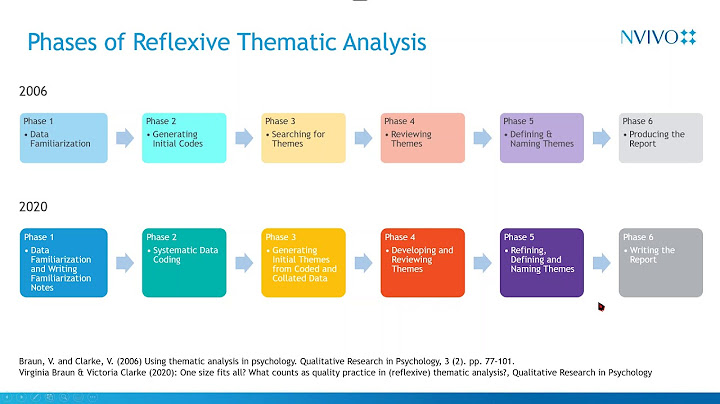 Phases of Reflexive Thematic Analysis
NVIVO
2006
Phase 1
• Data
Familiarization
Phase 2
• Generating
Initial Codes
Phase 3
• Searching for
Themes
Phase 4
• Reviewing
Themes
Phase 5
• Defining &
Naming Themes
Phase 6
• Producing the
Report
2020
Phase 1
• Data
Familiarization
and Writing
Familiarization
Notes
Phase 2
• Systematic Data
Coding
Phase 3
• Generating
Initial Themes
from Coded and
Collated Data
Phase 4
• Developing and
Reviewing
Themes
Phase 5
• Refining,
Defining and
Naming Themes
Phase 6
• Writing the
Report
Braun, V. and Clarke, V. (2006) Using thematic analysis in psychology. Qualitative Research in Psychology, 3 (2). pp. 77-101.
Virginia Braun & Victoria Clarke (2020): One size fits all? What counts as quality practice in (reflexive) thematic analysis?, Qualitative Research in Psychology